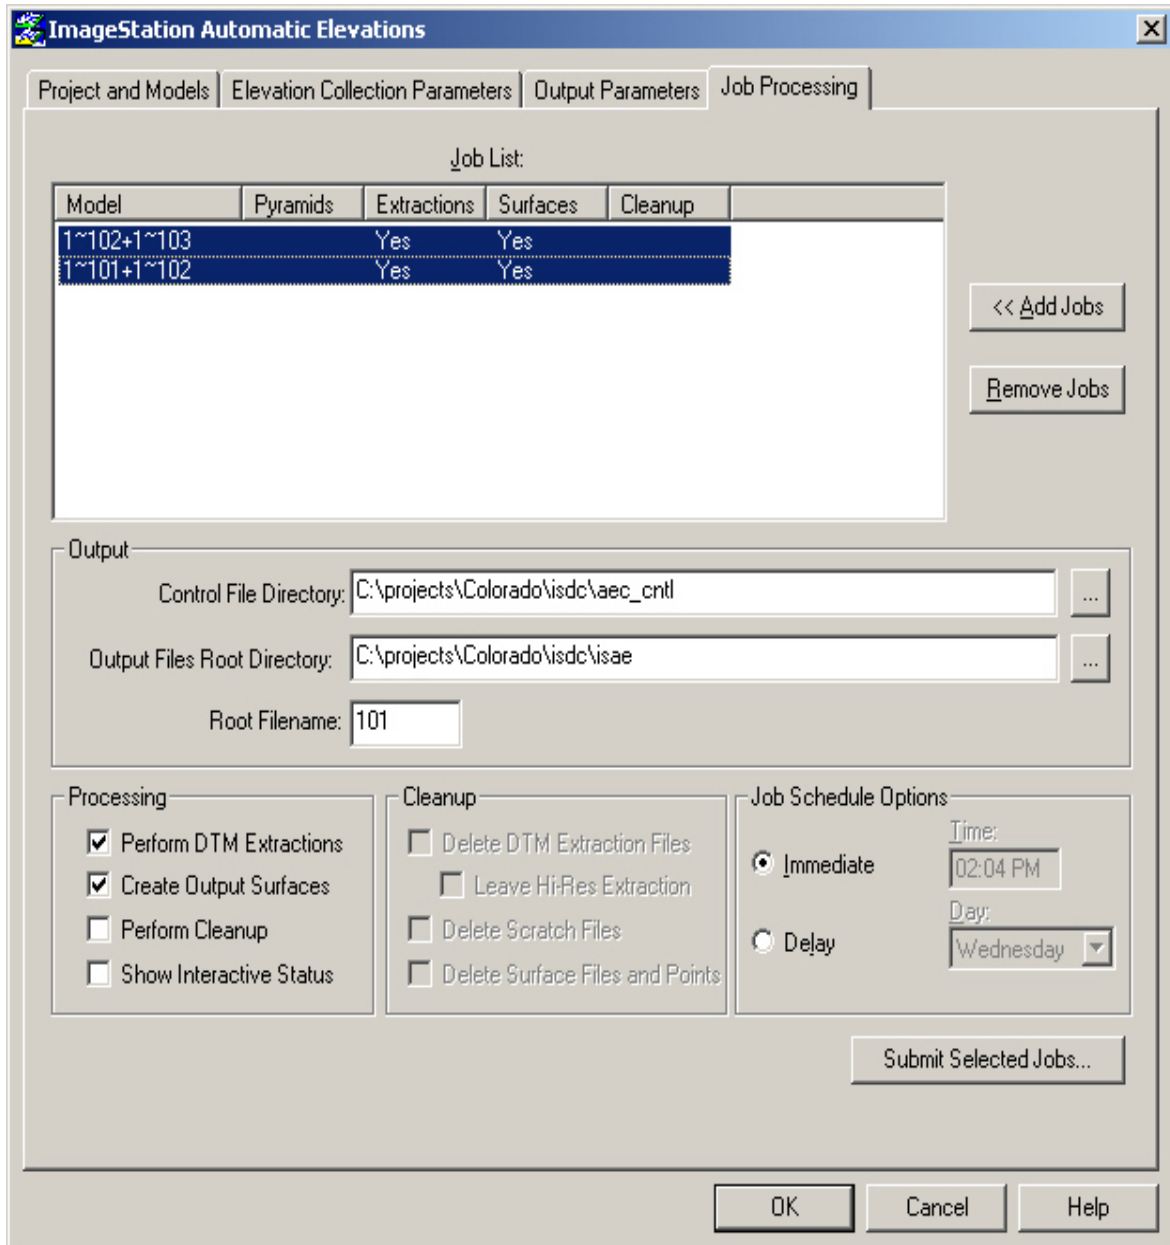 ImageStation Automatic Elevations
Project and Models Elevation Collection Parameters Output Parameters Job Processing
Job List:
Model Pyramids Extractions Surfaces Cleanup
1~102+1~103 Yes Yes
1~101+1~102 Yes Yes
<< Add Jobs
Remove Jobs
Output
Control File Directory: C:\projects\Colorado\isdc\aec_cntl ...
Output Files Root Directory: C:\projects\Colorado\isdc\isae ...
Root Filename: 101
Processing
Perform DTM Extractions
Create Output Surfaces
Perform Cleanup
Show Interactive Status
Cleanup
Delete DTM Extraction Files
Leave Hi-Res Extraction
Delete Scratch Files
Delete Surface Files and Points
Job Schedule Options
Immediate
Delay
Time:
02:04 PM
Day:
Wednesday
Submit Selected Jobs...
OK Cancel Help